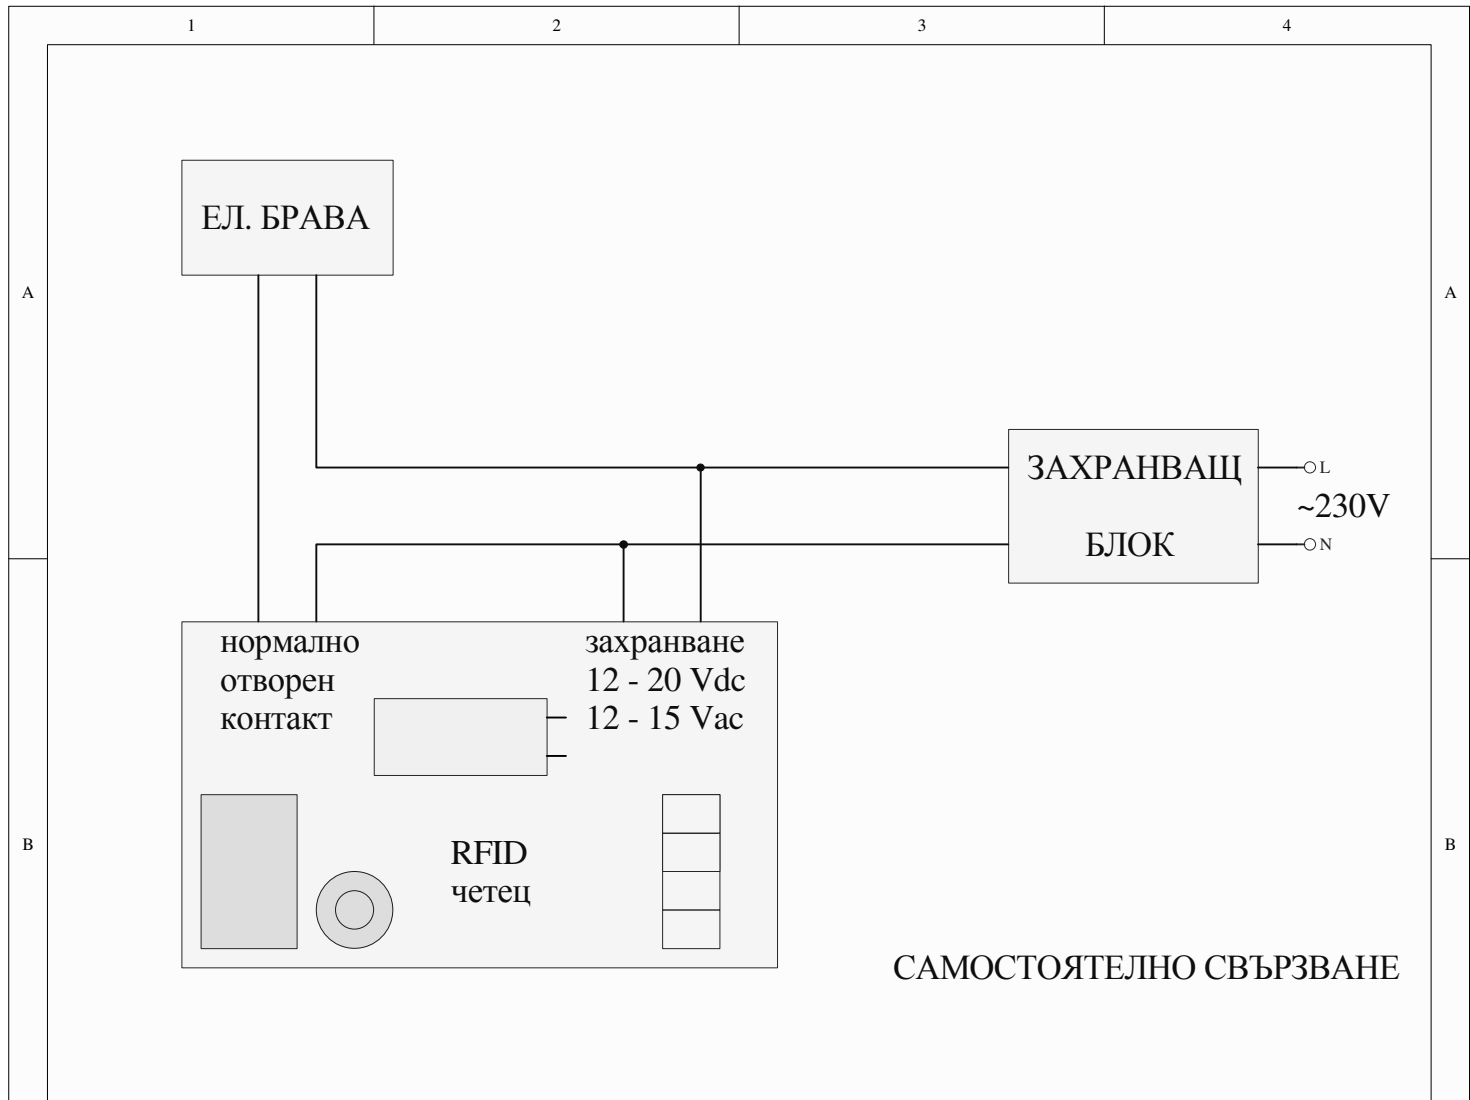 1 2 3 4
ЕЛ. БРАВА
A A
ЗАХРАНВАЩ
БЛОК
L
~230V
N
нормално
отворен
контакт
захранване
12 - 20 Vdc
12 - 15 Vac
B B
RFID
четец
САМОСТОЯТЕЛНО СВЪРЗВАНЕ